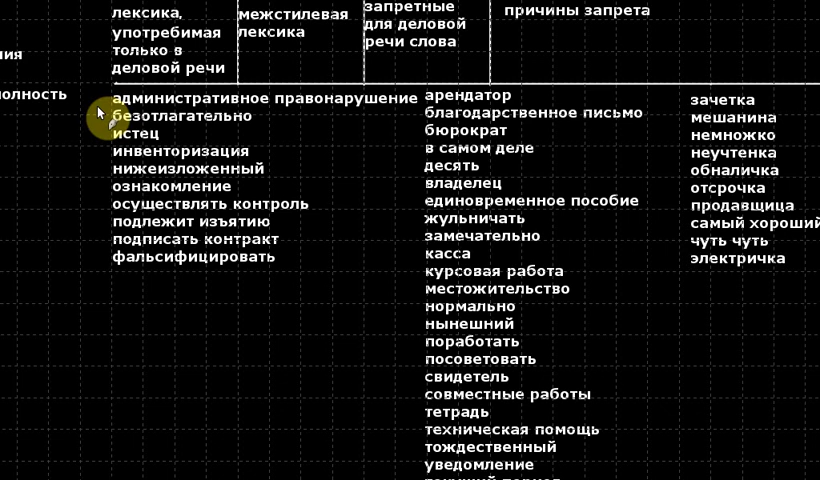 лексика,
употребимая
только в
деловой речи
межстилевая
лексика
запретные
для деловой
речи слова
причины запрета
административное правонарушение
безотлагательно
истец
инвенторизация
нижеизложенный
ознакомление
осуществлять контроль
подлежит изъятию
подписать контракт
фальсифицировать
арендатор
благодарственное письмо
бюрократ
в самом деле
десять
владелец
единовременное пособие
жульничать
замечательно
касса
курсовая работа
местожительство
нормально
нынешний
поработать
посоветовать
свидетель
совместные работы
тетрадь
техническая помощь
тождественный
уведомление
зачетка
мешанина
немножко
неучтенка
обналичка
отсрочка
продавщица
самый хороший
чуть чуть
электричка